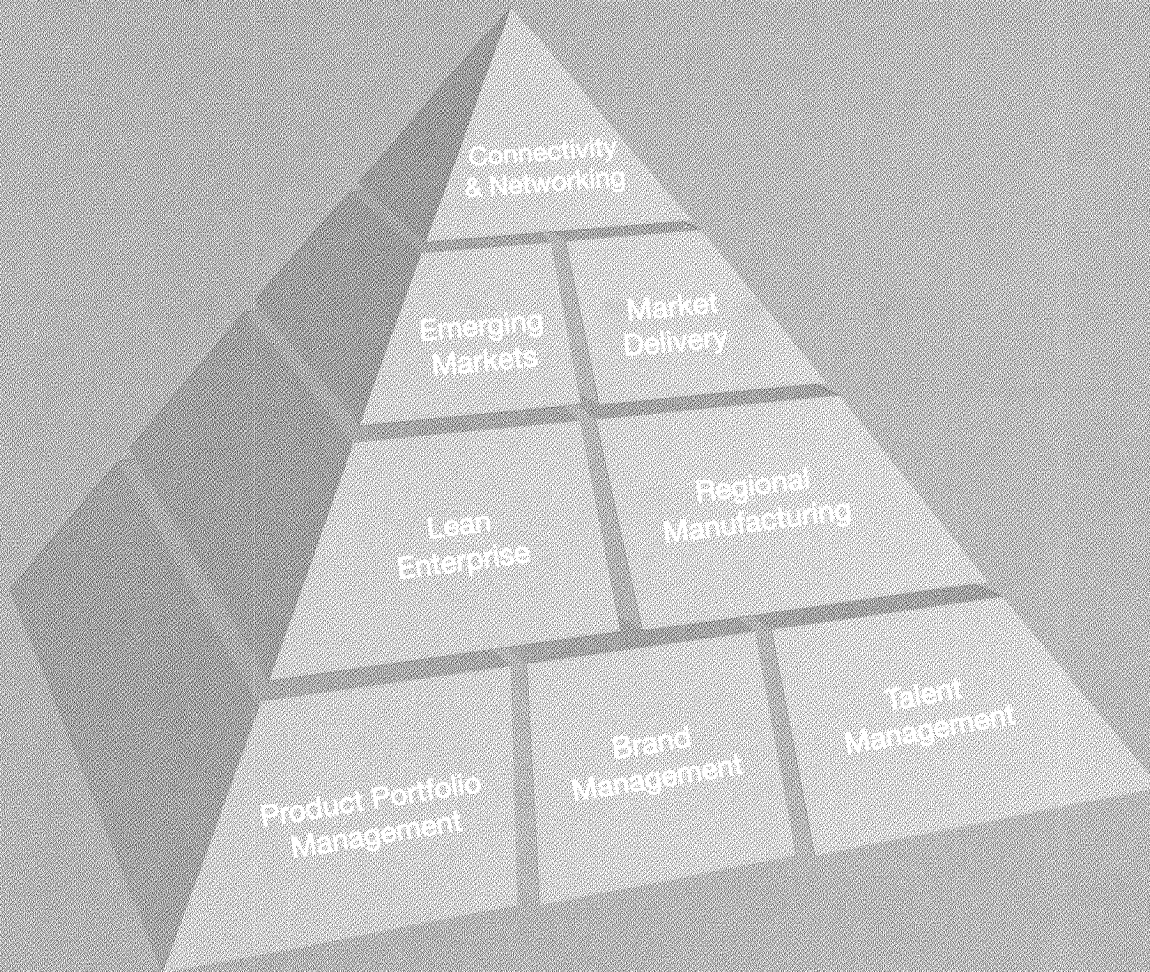 Connectivity
& Networking
Emerging
Markets
Market
Delivery
Lean
Enterprise
Regional
Manufacturing
Product Portfolio
Management
Brand
Management
Talent
Management